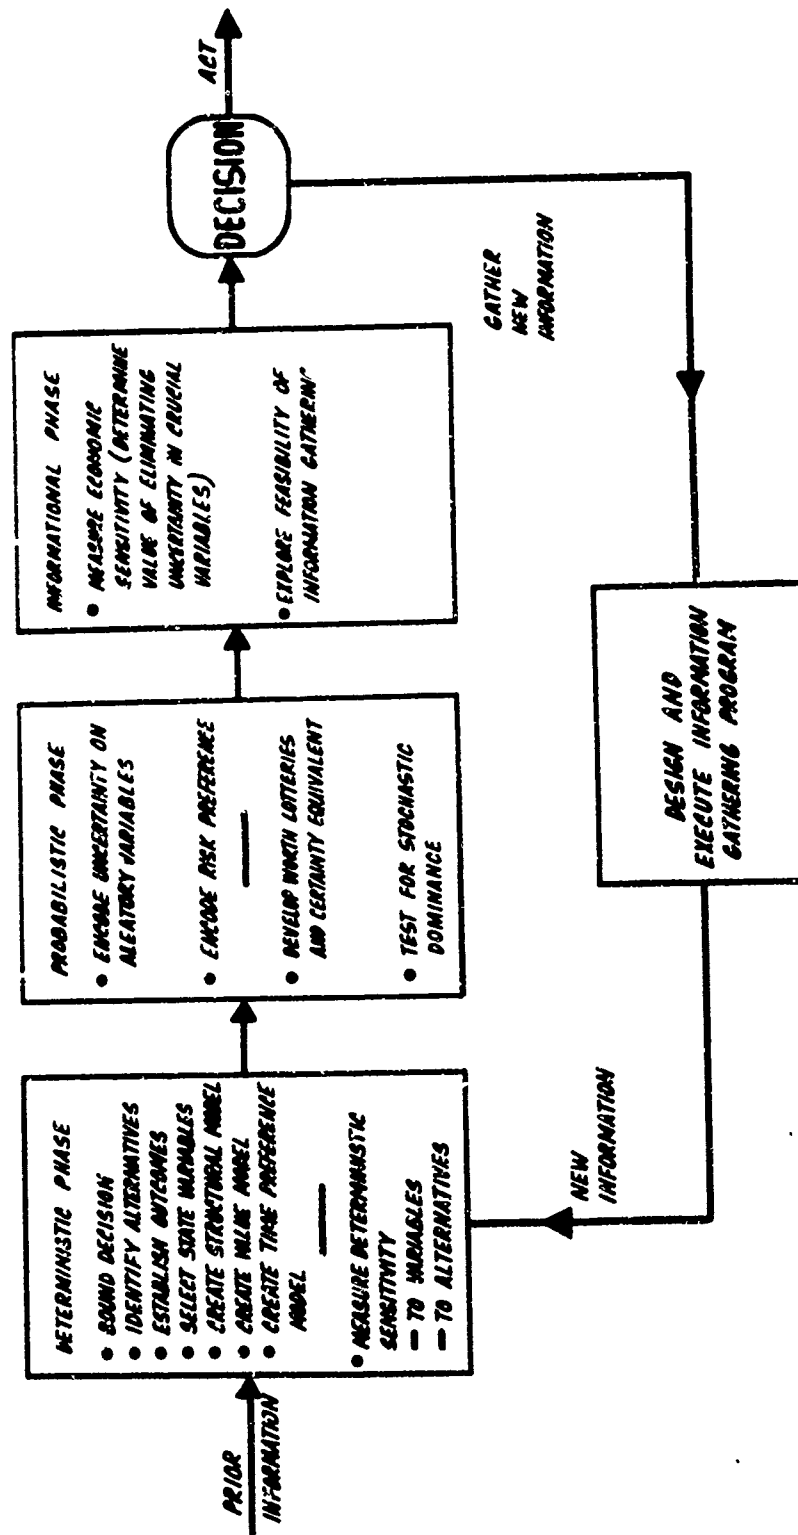 PRIOR
INFORMATION
DETERMINISTIC PHASE
• BOUND DECISION
• IDENTIFY ALTERNATIVES
• ESTABLISH OUTCOMES
• SELECT STATE VARIABLES
• CREATE STRUCTURAL MODEL
• CREATE VALUE MODEL
• CREATE TIME PREFERENCE
MODEL
• MEASURE DETERMINISTIC
SENSITIVITY
— TO VARIABLES
— TO ALTERNATIVES
PROBABILISTIC PHASE
• ENCODE UNCERTAINTY ON
ALEATORY VARIABLES
• ENCODE RISK PREFERENCE
• DEVELOP WORTH LOTTERIES
AND CERTAINTY EQUIVALENT
• TEST FOR STOCHASTIC
DOMINANCE
INFORMATIONAL PHASE
• MEASURE ECONOMIC
SENSITIVITY (DETERMINE
VALUE OF ELIMINATING
UNCERTAINTY IN CRUCIAL
VARIABLES)
• EXPLORE FEASIBILITY OF
INFORMATION GATHERING
DECISION
ACT
GATHER
NEW
INFORMATION
DESIGN AND
EXECUTE INFORMATION
GATHERING PROGRAM
NEW
INFORMATION